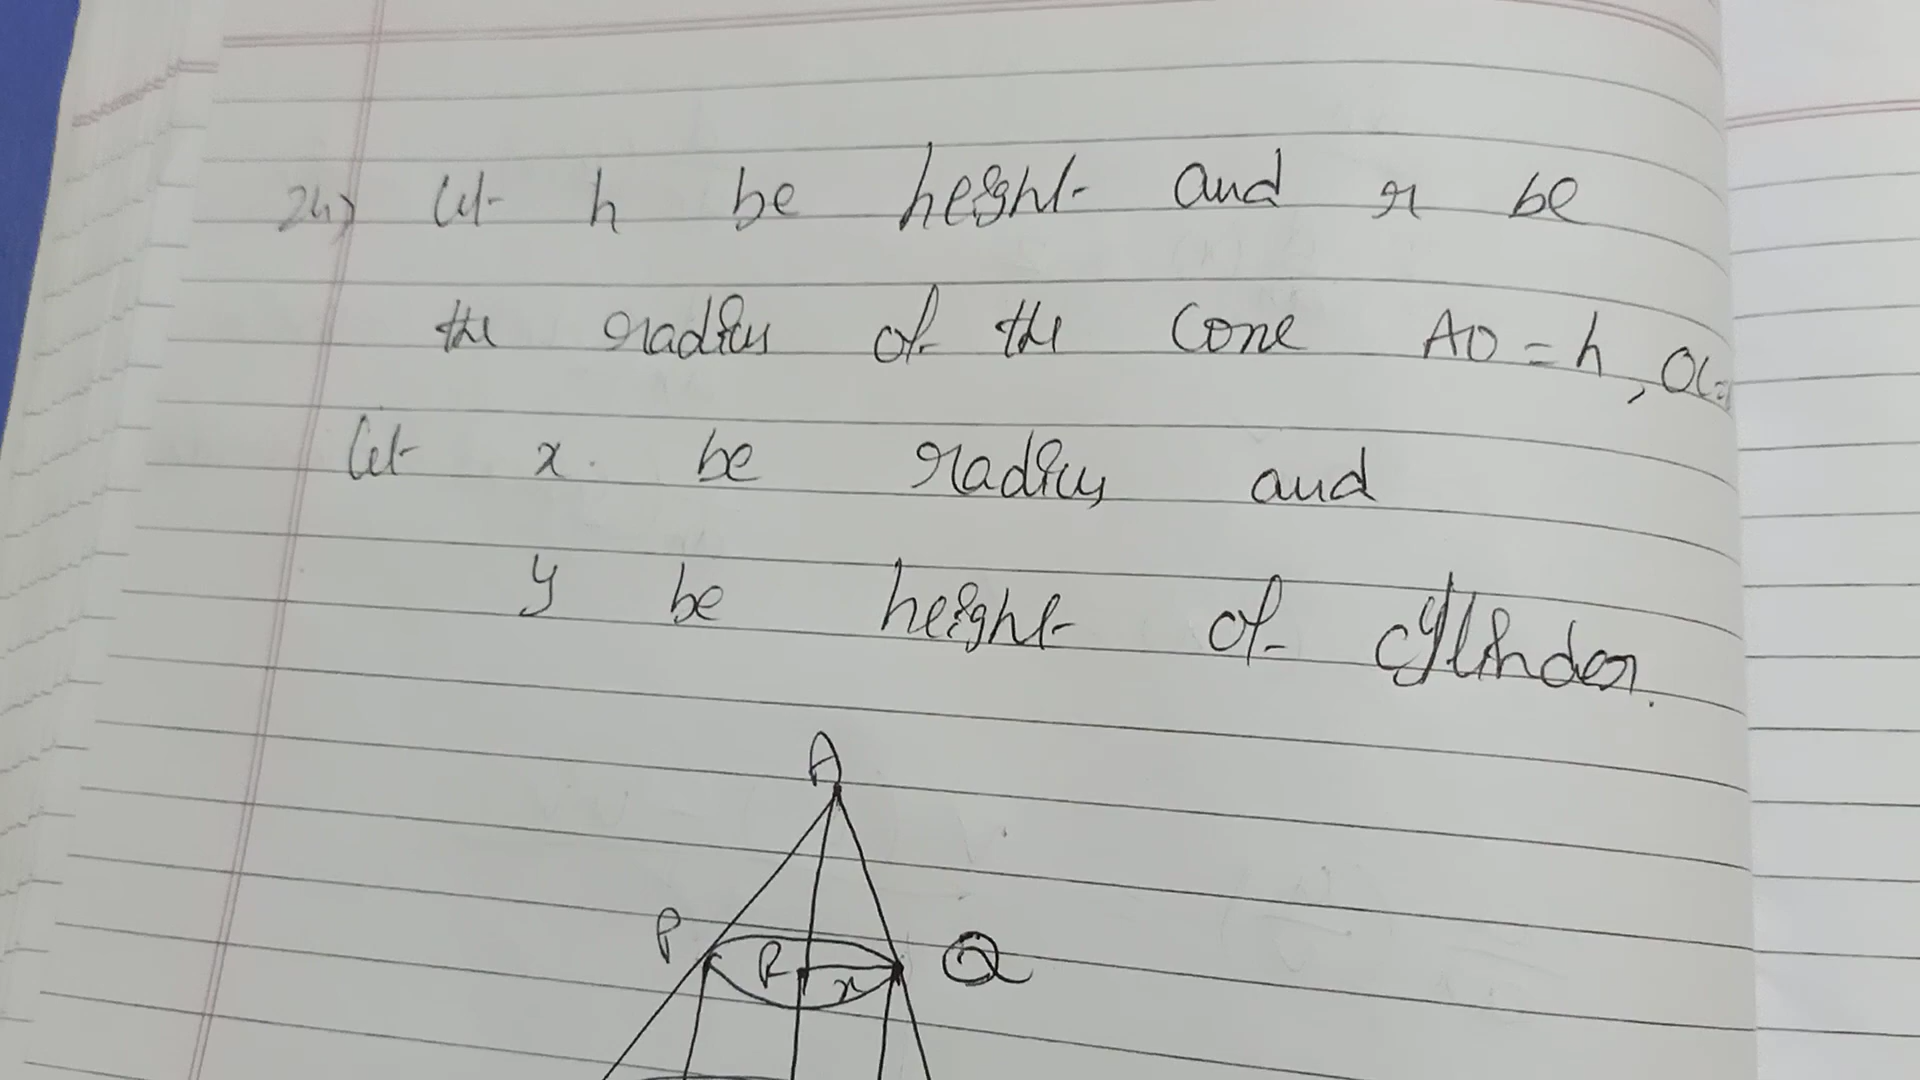 24) Let h be height and r be
the radius of the cone AO = h, OC =
Let x be radius and
y be height of cylinder.
A
P R x Q